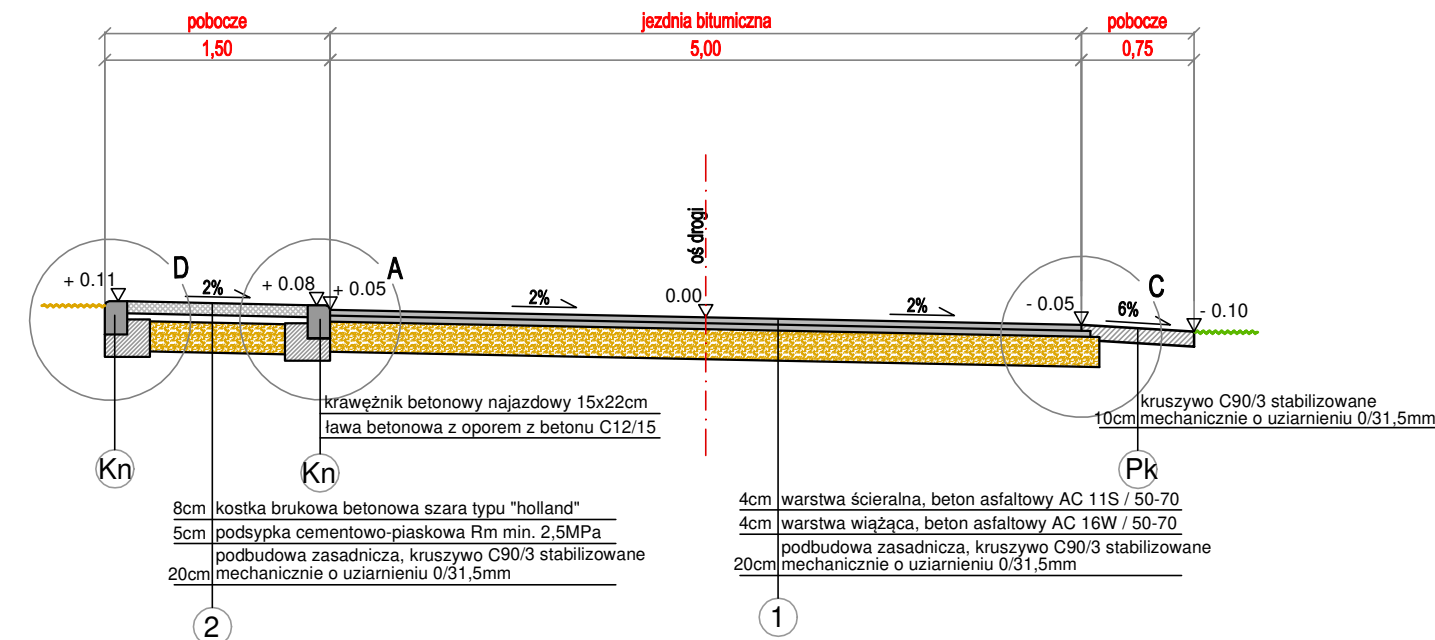 pobocze
jezdnia bitumiczna
pobocze
1,50
5,00
0,75
oś drogi
D
A
C
+ 0.11
2%
+ 0.08
+ 0.05
2%
0.00
2%
- 0.05
6%
- 0.10
krawężnik betonowy najazdowy 15x22cm
ława betonowa z oporem z betonu C12/15
kruszywo C90/3 stabilizowane
10cm mechanicznie o uziarnieniu 0/31,5mm
Kn
Kn
Pk
8cm kostka brukowa betonowa szara typu "holland"
5cm podsypka cementowo-piaskowa Rm min. 2,5MPa
podbudowa zasadnicza, kruszywo C90/3 stabilizowane
20cm mechanicznie o uziarnieniu 0/31,5mm
4cm warstwa ścieralna, beton asfaltowy AC 11S / 50-70
4cm warstwa wiążąca, beton asfaltowy AC 16W / 50-70
podbudowa zasadnicza, kruszywo C90/3 stabilizowane
20cm mechanicznie o uziarnieniu 0/31,5mm
2
1